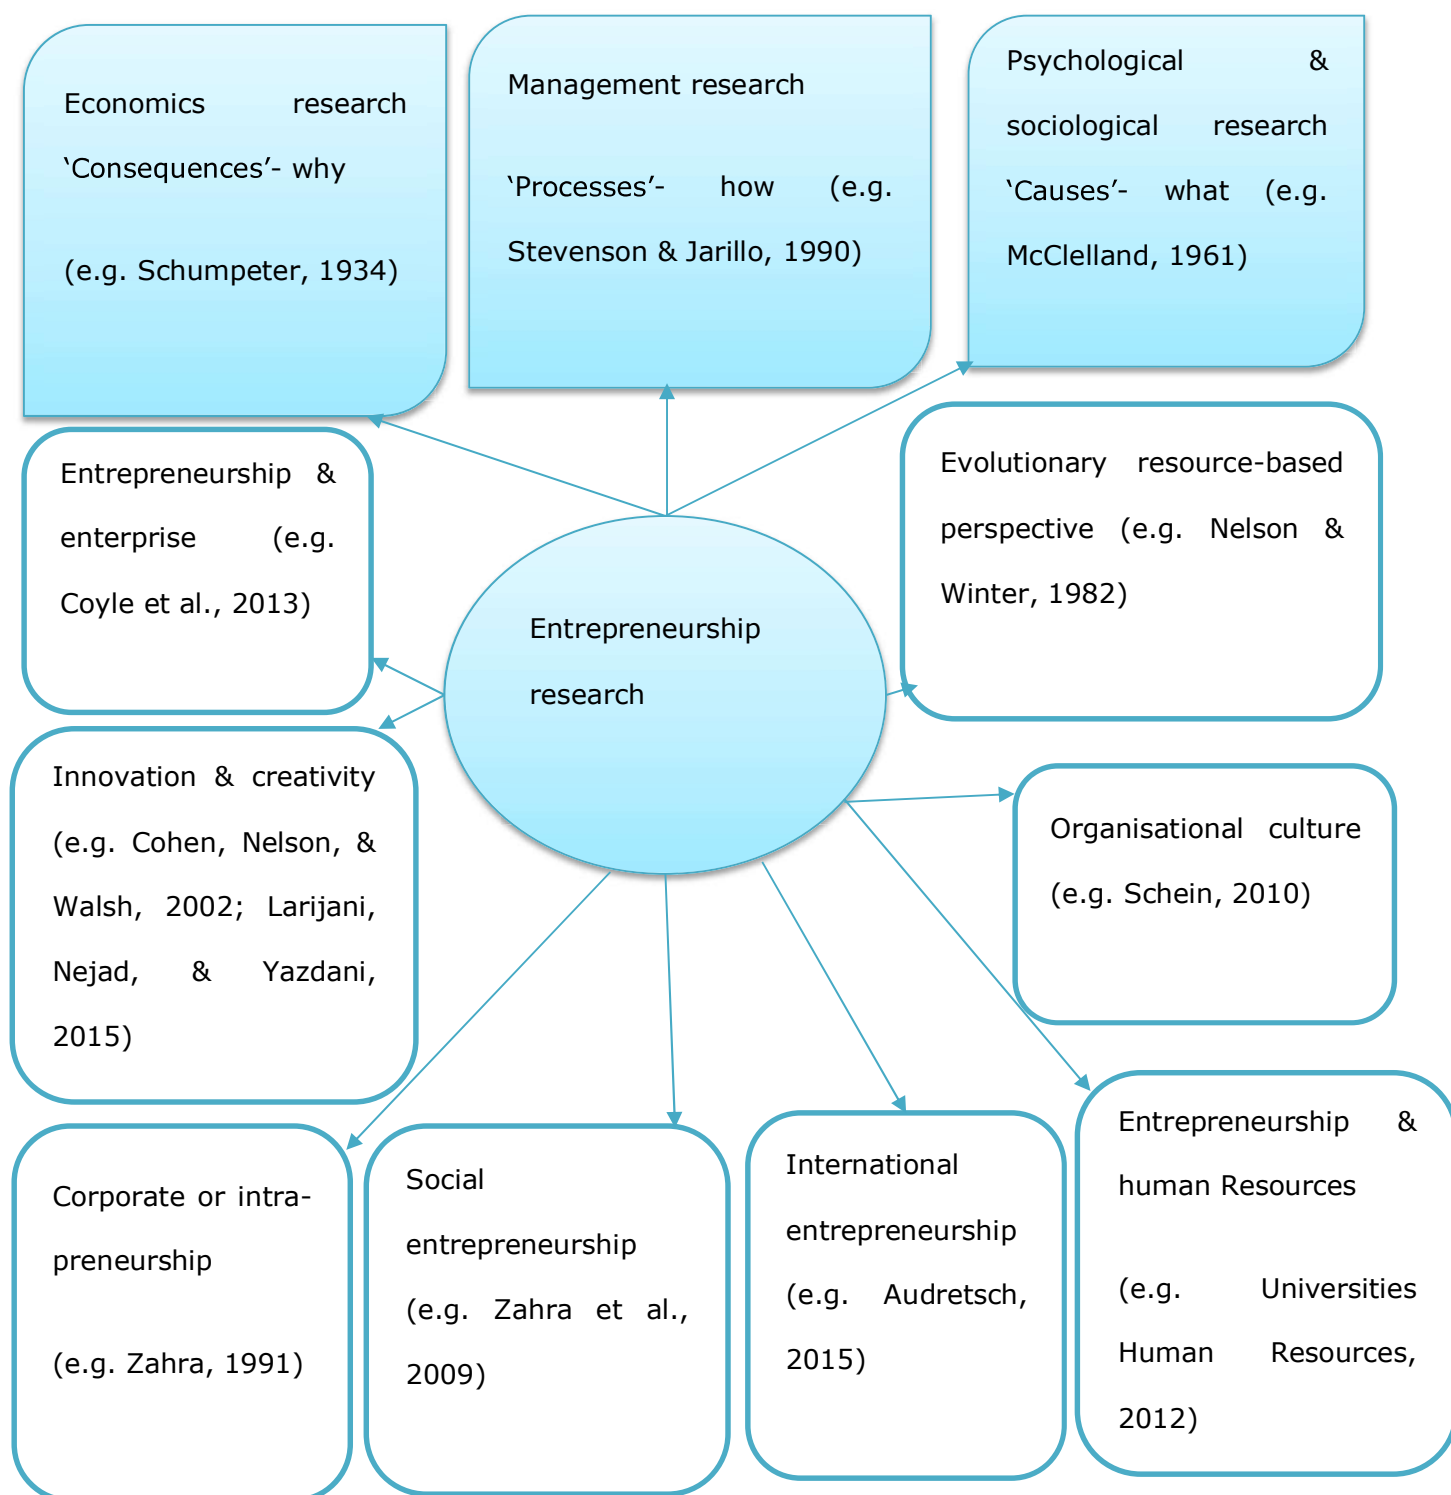 Economics research
‘Consequences’- why
(e.g. Schumpeter, 1934)
Management research
‘Processes’- how (e.g.
Stevenson & Jarillo, 1990)
Psychological &
sociological research
‘Causes’- what (e.g.
McClelland, 1961)
Entrepreneurship &
enterprise (e.g.
Coyle et al., 2013)
Evolutionary resource-based
perspective (e.g. Nelson &
Winter, 1982)
Entrepreneurship
research
Innovation & creativity
(e.g. Cohen, Nelson, &
Walsh, 2002; Larijani,
Nejad, & Yazdani,
2015)
Organisational culture
(e.g. Schein, 2010)
Corporate or intra-
preneurship
(e.g. Zahra, 1991)
Social
entrepreneurship
(e.g. Zahra et al.,
2009)
International
entrepreneurship
(e.g. Audretsch,
2015)
Entrepreneurship &
human Resources
(e.g. Universities
Human Resources,
2012)